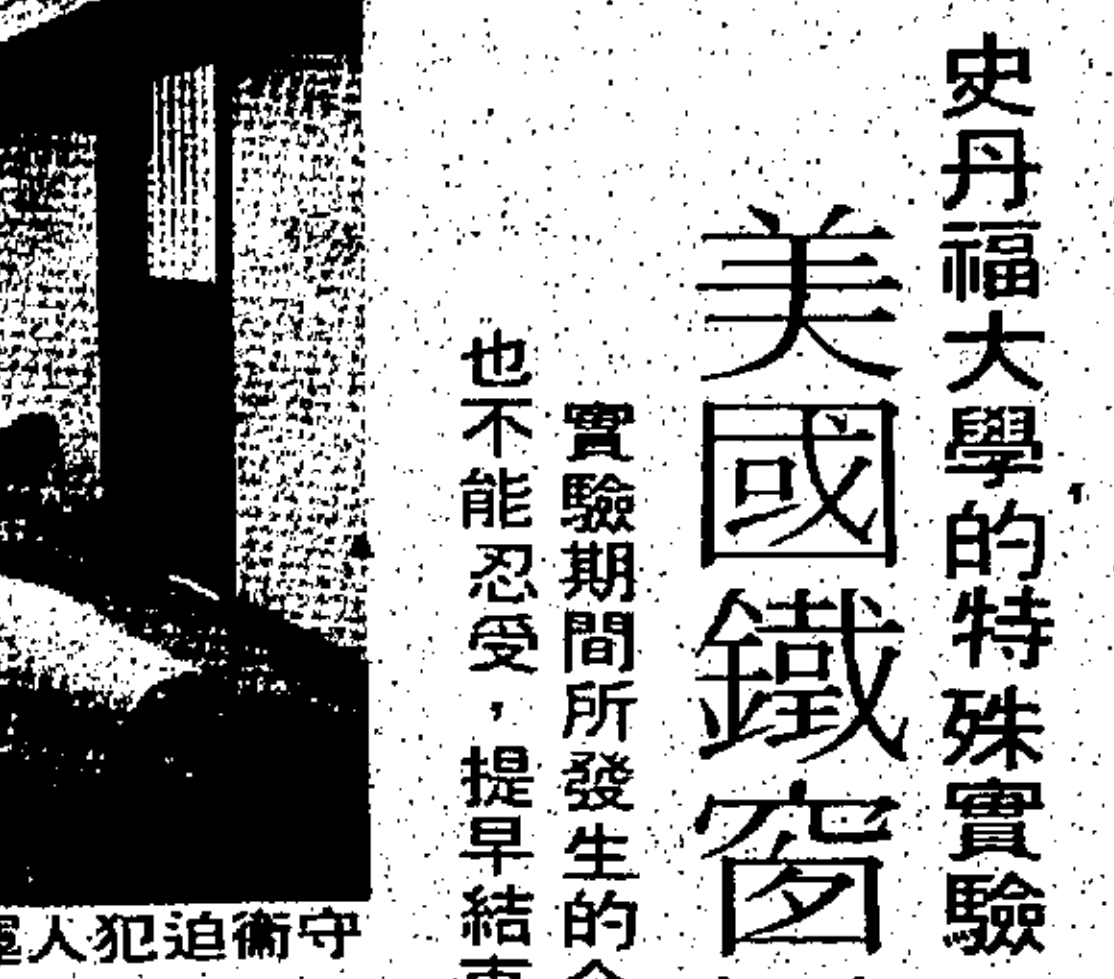 史丹福大學的特殊實驗
美國鐵窗
實驗期間所發生的
也不能忍受，提早結
守衞迫犯人